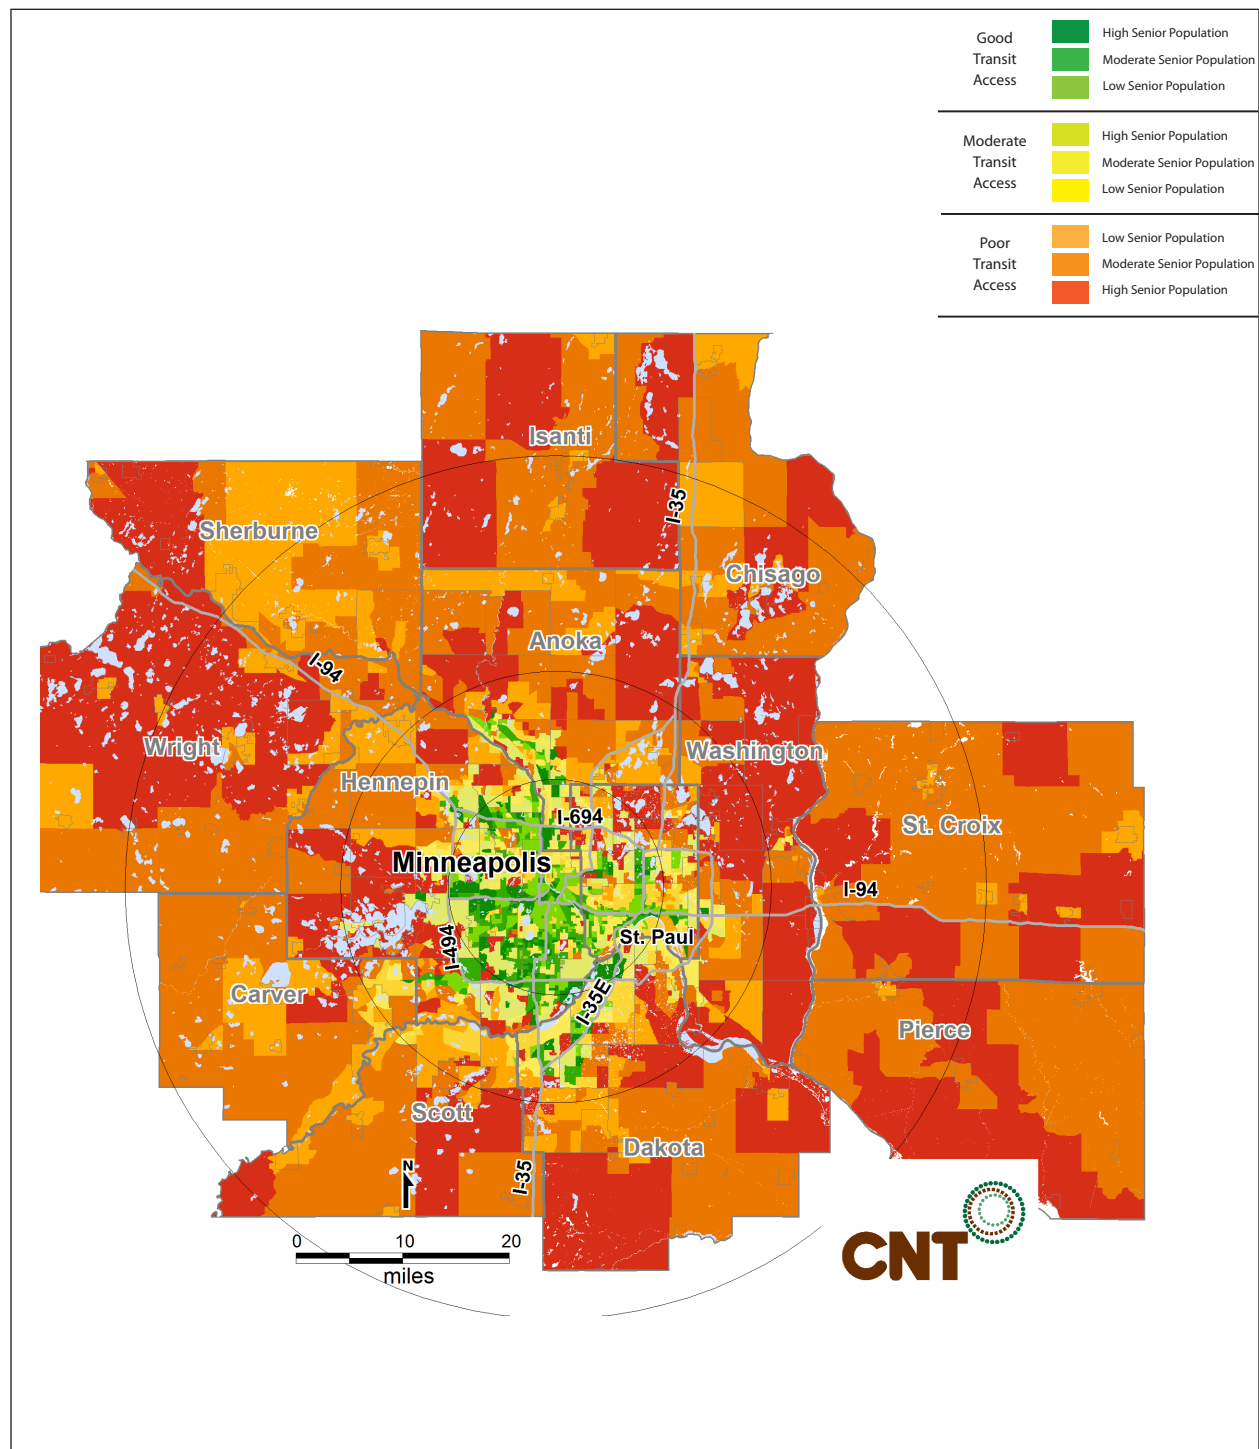 Good
Transit
Access
High Senior Population
Moderate Senior Population
Low Senior Population
Moderate
Transit
Access
High Senior Population
Moderate Senior Population
Low Senior Population
Poor
Transit
Access
Low Senior Population
Moderate Senior Population
High Senior Population
Isanti
I-35
Sherburne
Chisago
Anoka
I-94
Wright
Washington
Hennepin
I-694
St. Croix
Minneapolis
I-94
St. Paul
I-494
Carver
I-35E
Pierce
Scott
Dakota
N
I-35
0 10 20
miles
CNT